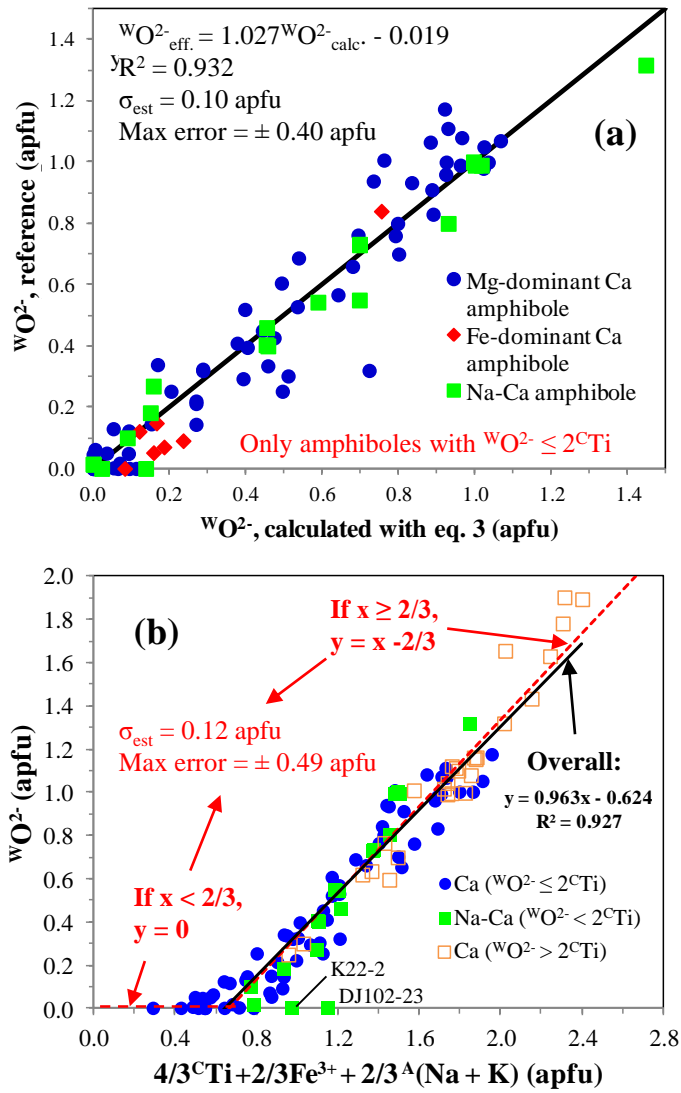 ᵂO²⁻eff. = 1.027ᵂO²⁻calc. - 0.019
yR² = 0.932
σest = 0.10 apfu
Max error = ± 0.40 apfu
(a)
Mg-dominant Ca
amphibole
Fe-dominant Ca
amphibole
Na-Ca amphibole
Only amphiboles with ᵂO²⁻ ≤ 2ᶜTi
1.4
1.2
1.0
0.8
0.6
0.4
0.2
0.0
ᵂO²⁻, reference (apfu)
0.0 0.2 0.4 0.6 0.8 1.0 1.2 1.4
ᵂO²⁻, calculated with eq. 3 (apfu)
2.0
1.8
1.6
1.4
1.2
1.0
0.8
0.6
0.4
0.2
0.0
ᵂO²⁻ (apfu)
(b)
If x ≥ 2/3,
y = x -2/3
σest = 0.12 apfu
Max error = ± 0.49 apfu
Overall:
y = 0.963x - 0.624
R² = 0.927
If x < 2/3,
y = 0
Ca (ᵂO²⁻ ≤ 2ᶜTi)
Na-Ca (ᵂO²⁻ < 2ᶜTi)
Ca (ᵂO²⁻ > 2ᶜTi)
K22-2
DJ102-23
0.0 0.4 0.8 1.2 1.6 2.0 2.4 2.8
4/3ᶜTi+2/3Fe³⁺+2/3ᴬ(Na + K) (apfu)